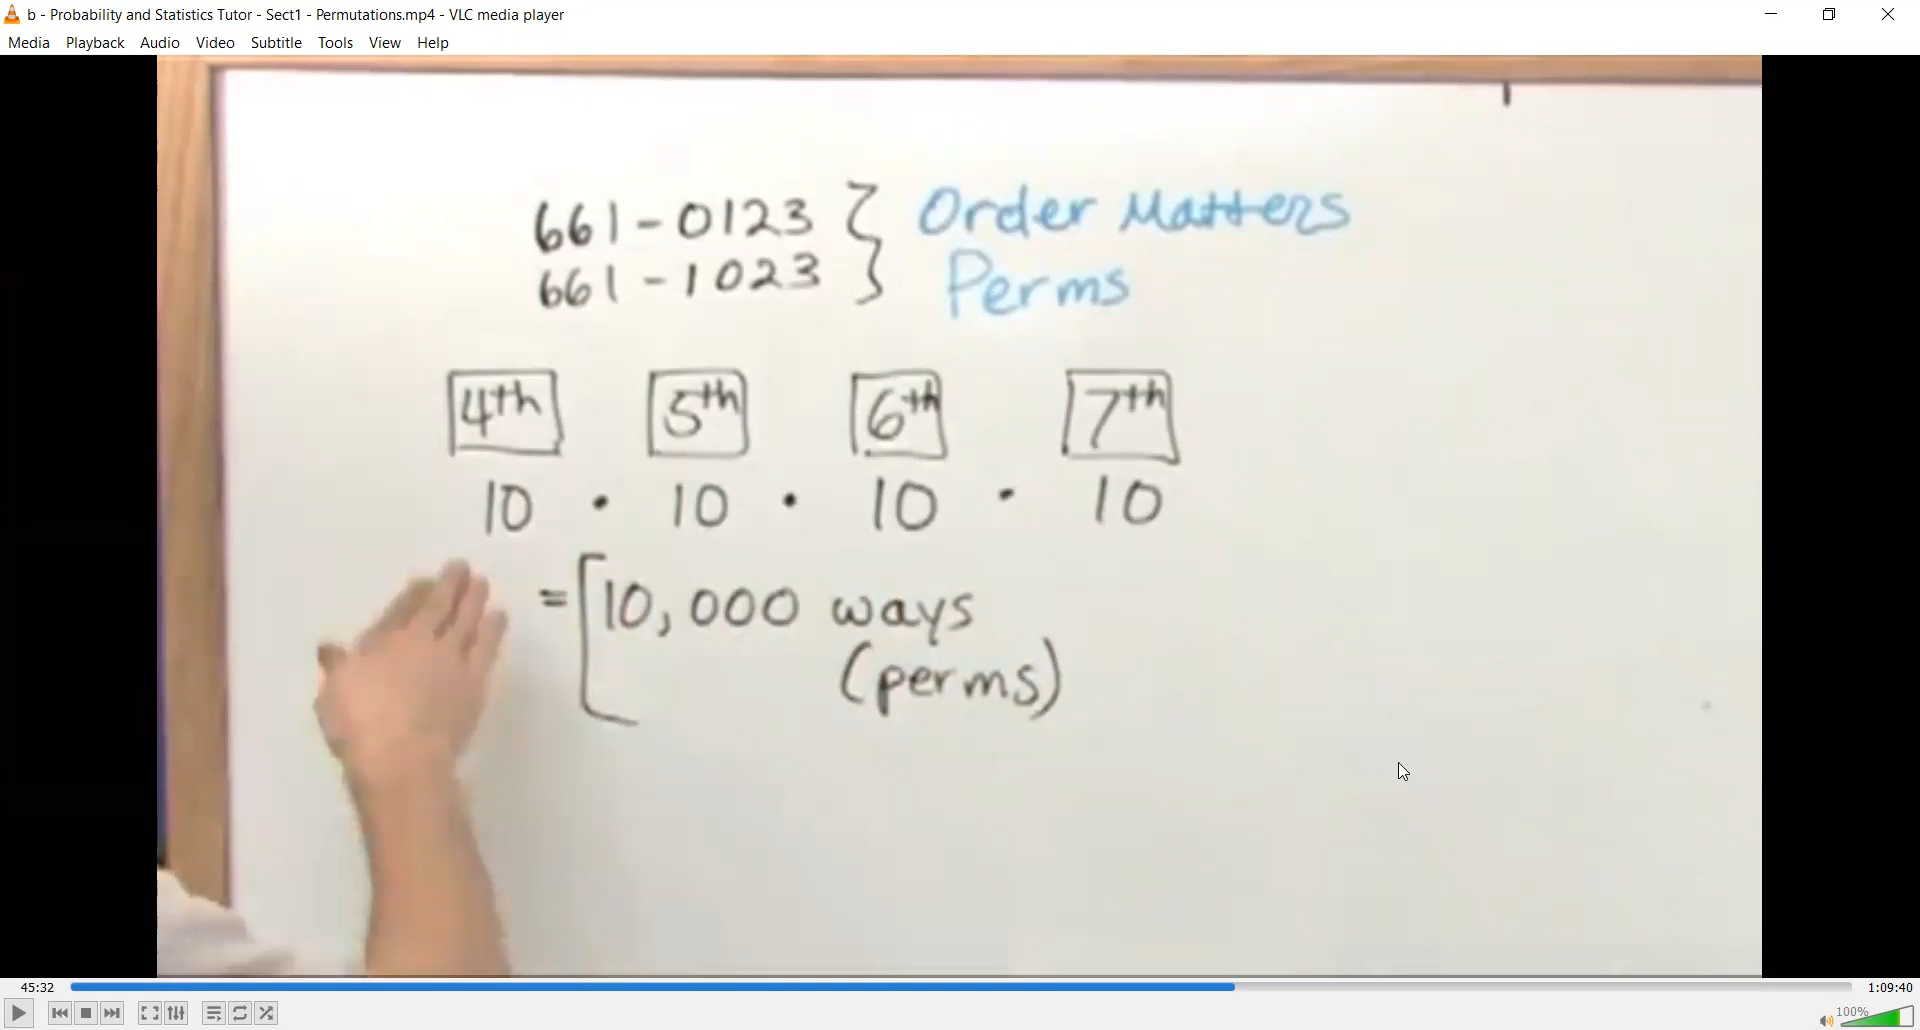 b - Probability and Statistics Tutor - Sect1 - Permutations.mp4 - VLC media player
Media Playback Audio Video Subtitle Tools View Help
661-0123 } Order Matters
661-1023 } Perms
4th 5th 6th 7th
10 · 10 · 10 · 10
= [10,000 ways
(perms)
45:32 1:09:40
100%